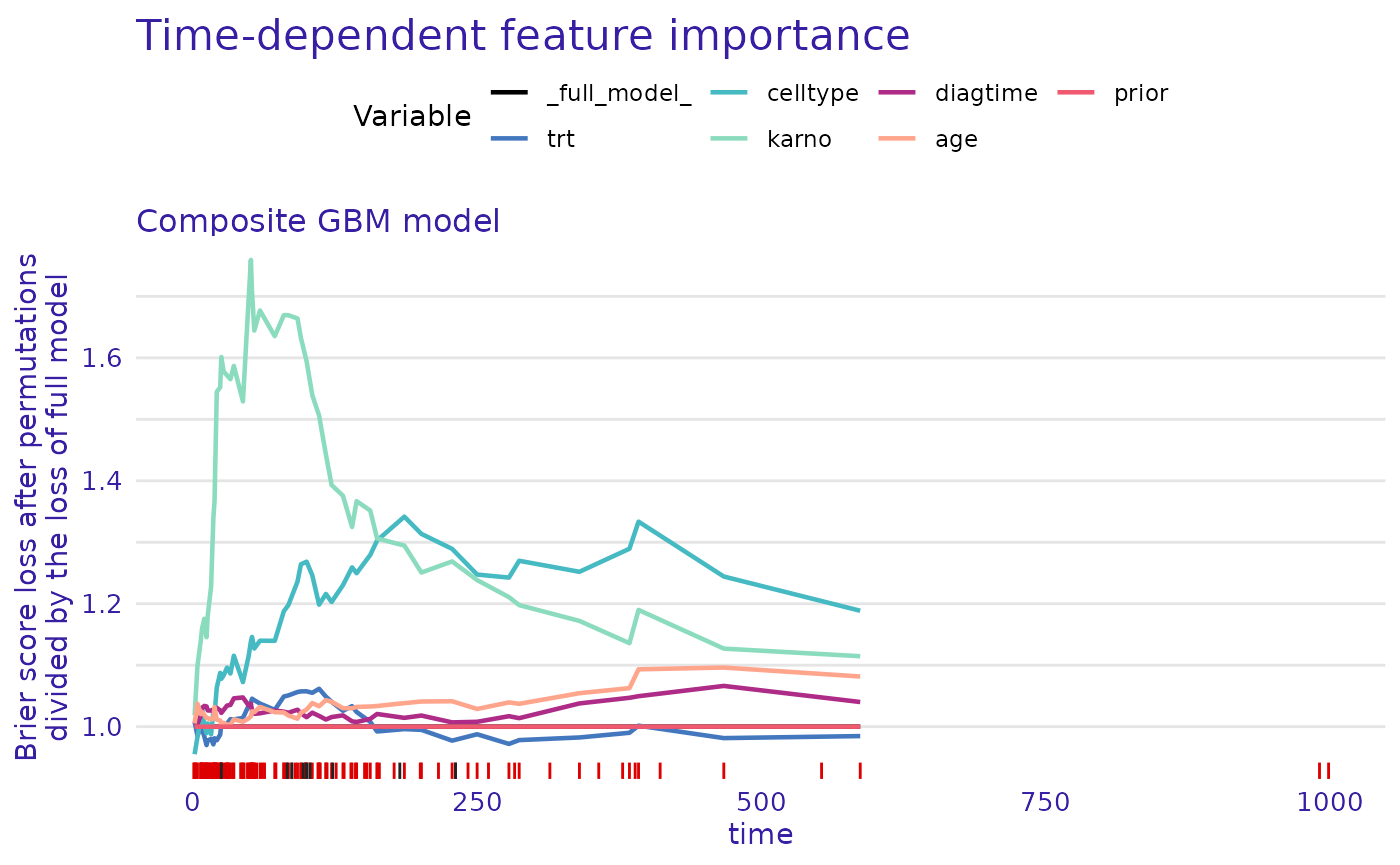 Time-dependent feature importance
Variable
_full_model_ celltype diagtime prior
trt karno age
Composite GBM model
Brier score loss after permutations
divided by the loss of full model
1.6
1.4
1.2
1.0
0 250 500 750 1000
time